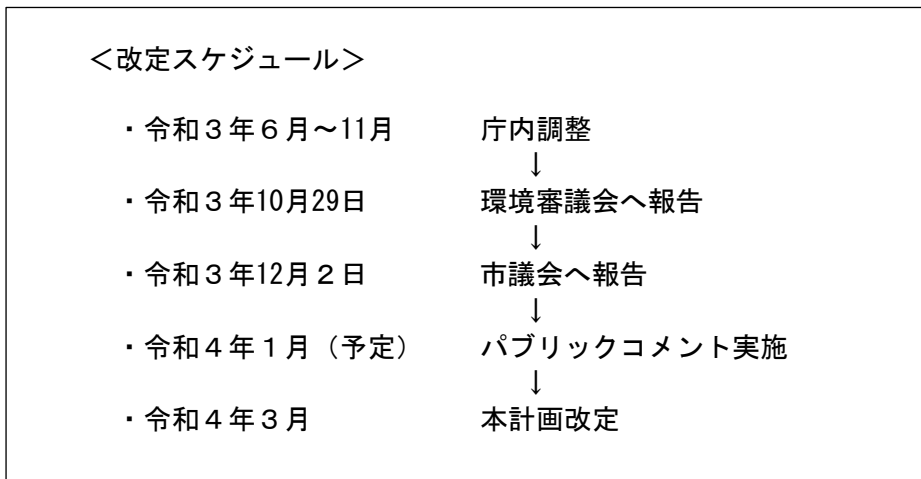 ＜改定スケジュール＞
・令和３年６月～11月 庁内調整
↓
・令和３年10月29日 環境審議会へ報告
↓
・令和３年12月２日 市議会へ報告
↓
・令和４年１月（予定） パブリックコメント実施
↓
・令和４年３月 本計画改定